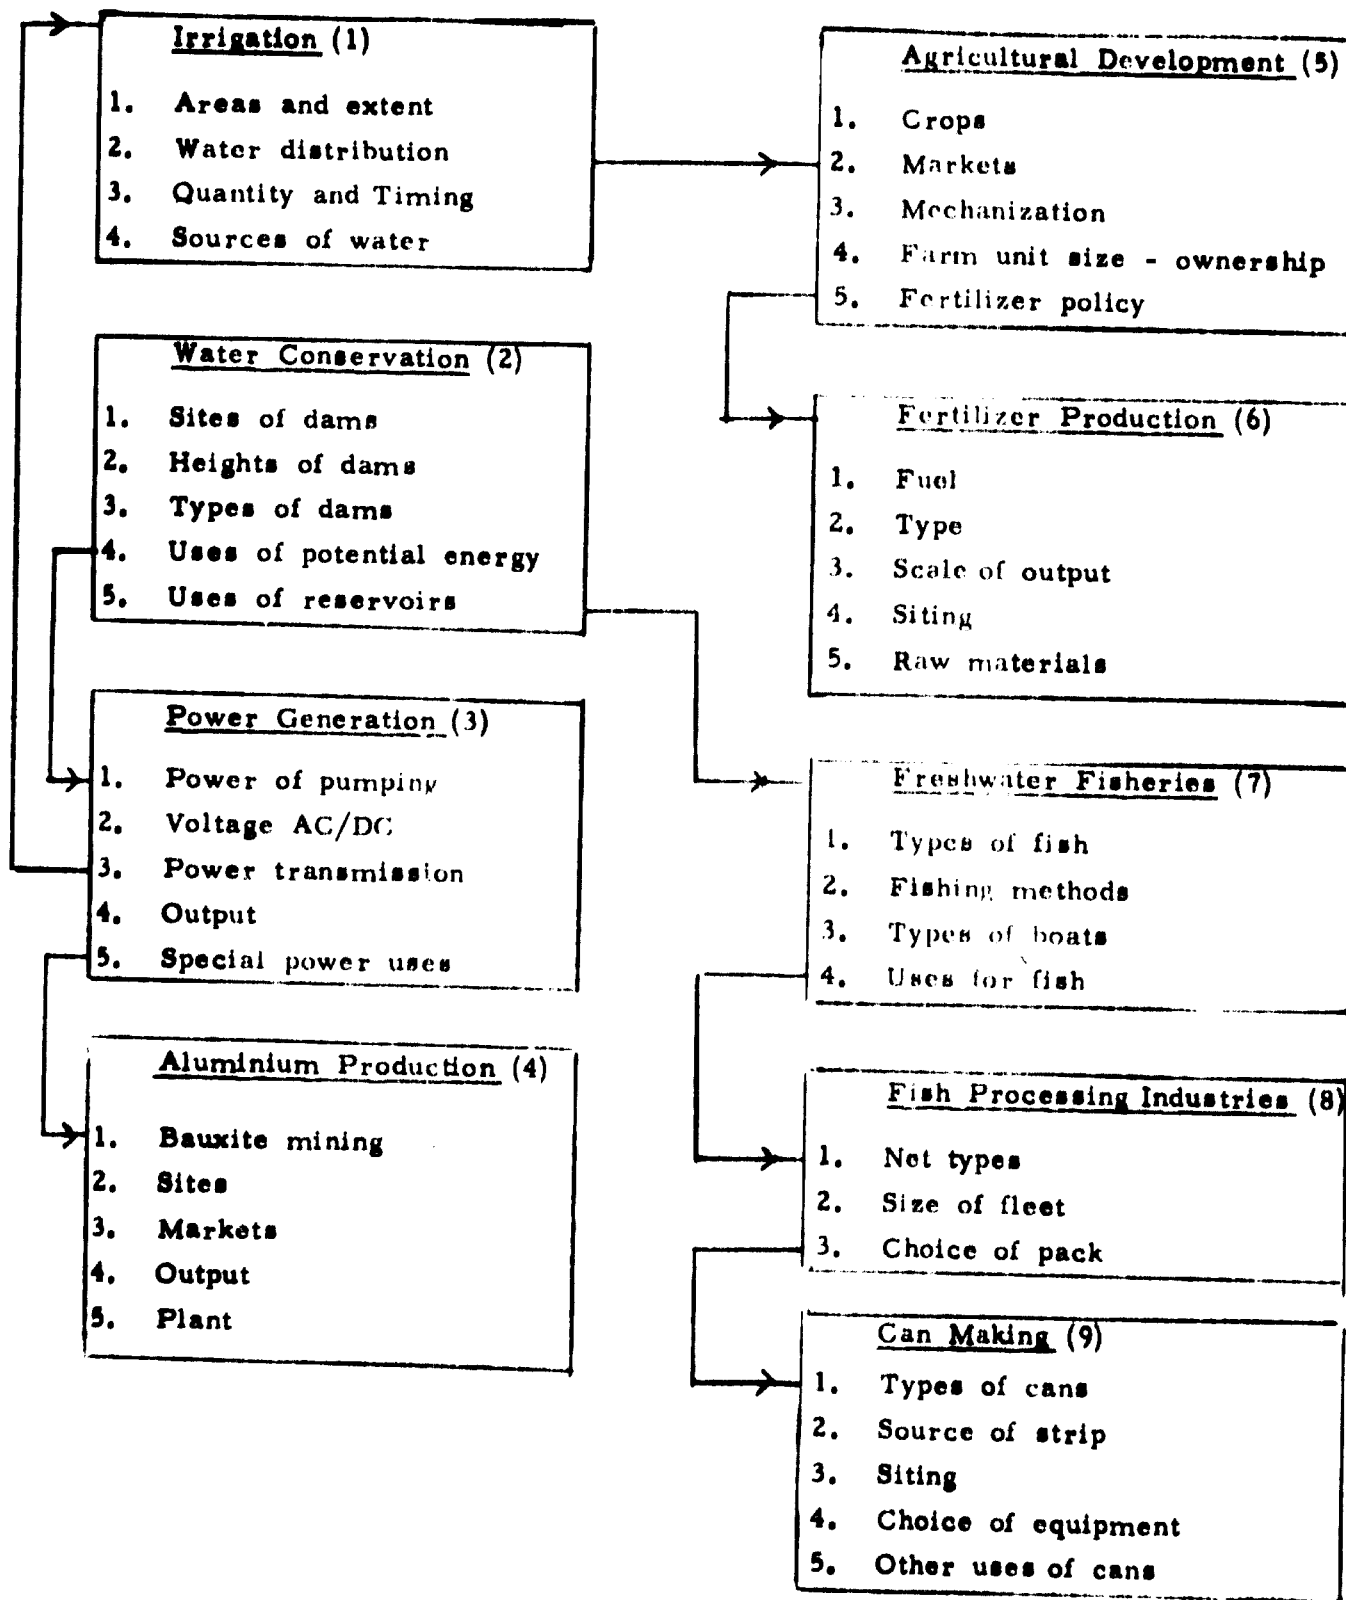 Irrigation (1)
1. Areas and extent
2. Water distribution
3. Quantity and Timing
4. Sources of water
Water Conservation (2)
1. Sites of dams
2. Heights of dams
3. Types of dams
4. Uses of potential energy
5. Uses of reservoirs
Power Generation (3)
1. Power of pumping
2. Voltage AC/DC
3. Power transmission
4. Output
5. Special power uses
Aluminium Production (4)
1. Bauxite mining
2. Sites
3. Markets
4. Output
5. Plant
Agricultural Development (5)
1. Crops
2. Markets
3. Mechanization
4. Farm unit size - ownership
5. Fertilizer policy
Fertilizer Production (6)
1. Fuel
2. Type
3. Scale of output
4. Siting
5. Raw materials
Freshwater Fisheries (7)
1. Types of fish
2. Fishing methods
3. Types of boats
4. Uses for fish
Fish Processing Industries (8)
1. Net types
2. Size of fleet
3. Choice of pack
Can Making (9)
1. Types of cans
2. Source of strip
3. Siting
4. Choice of equipment
5. Other uses of cans